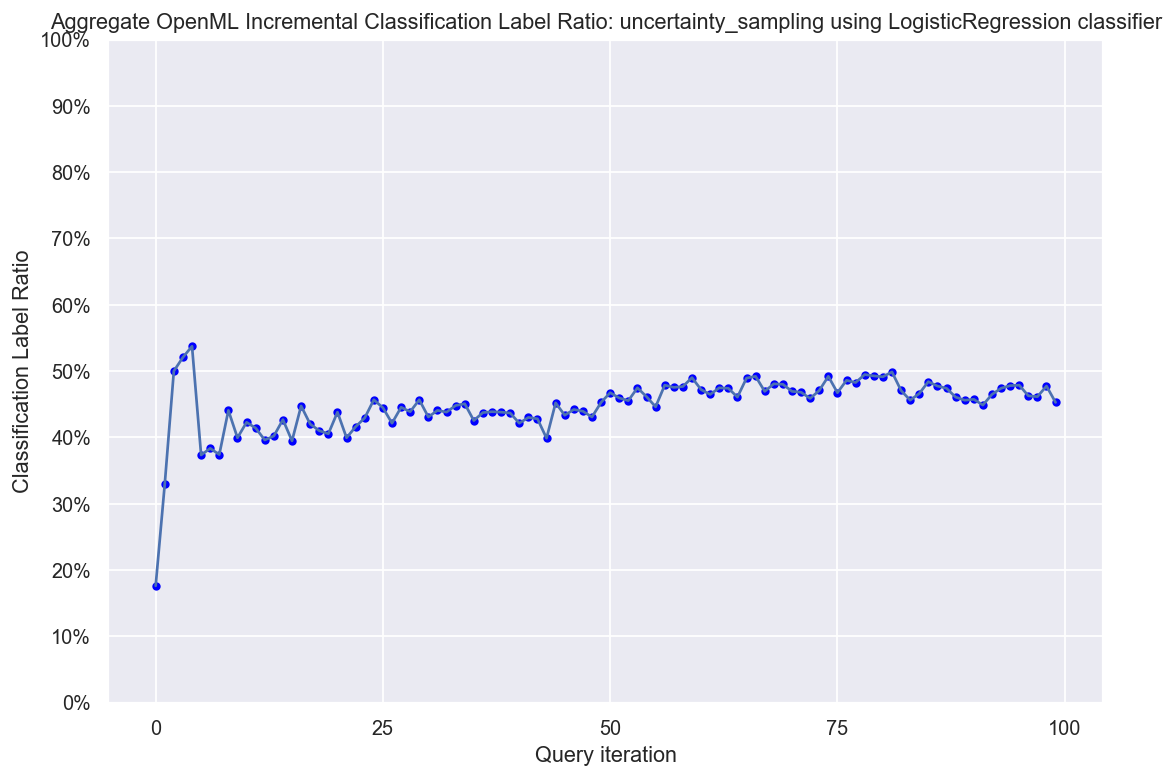 Aggregate OpenML Incremental Classification Label Ratio: uncertainty_sampling using LogisticRegression classifier
100%
90%
80%
70%
60%
50%
40%
30%
20%
10%
0%
Classification Label Ratio
0 25 50 75 100
Query iteration